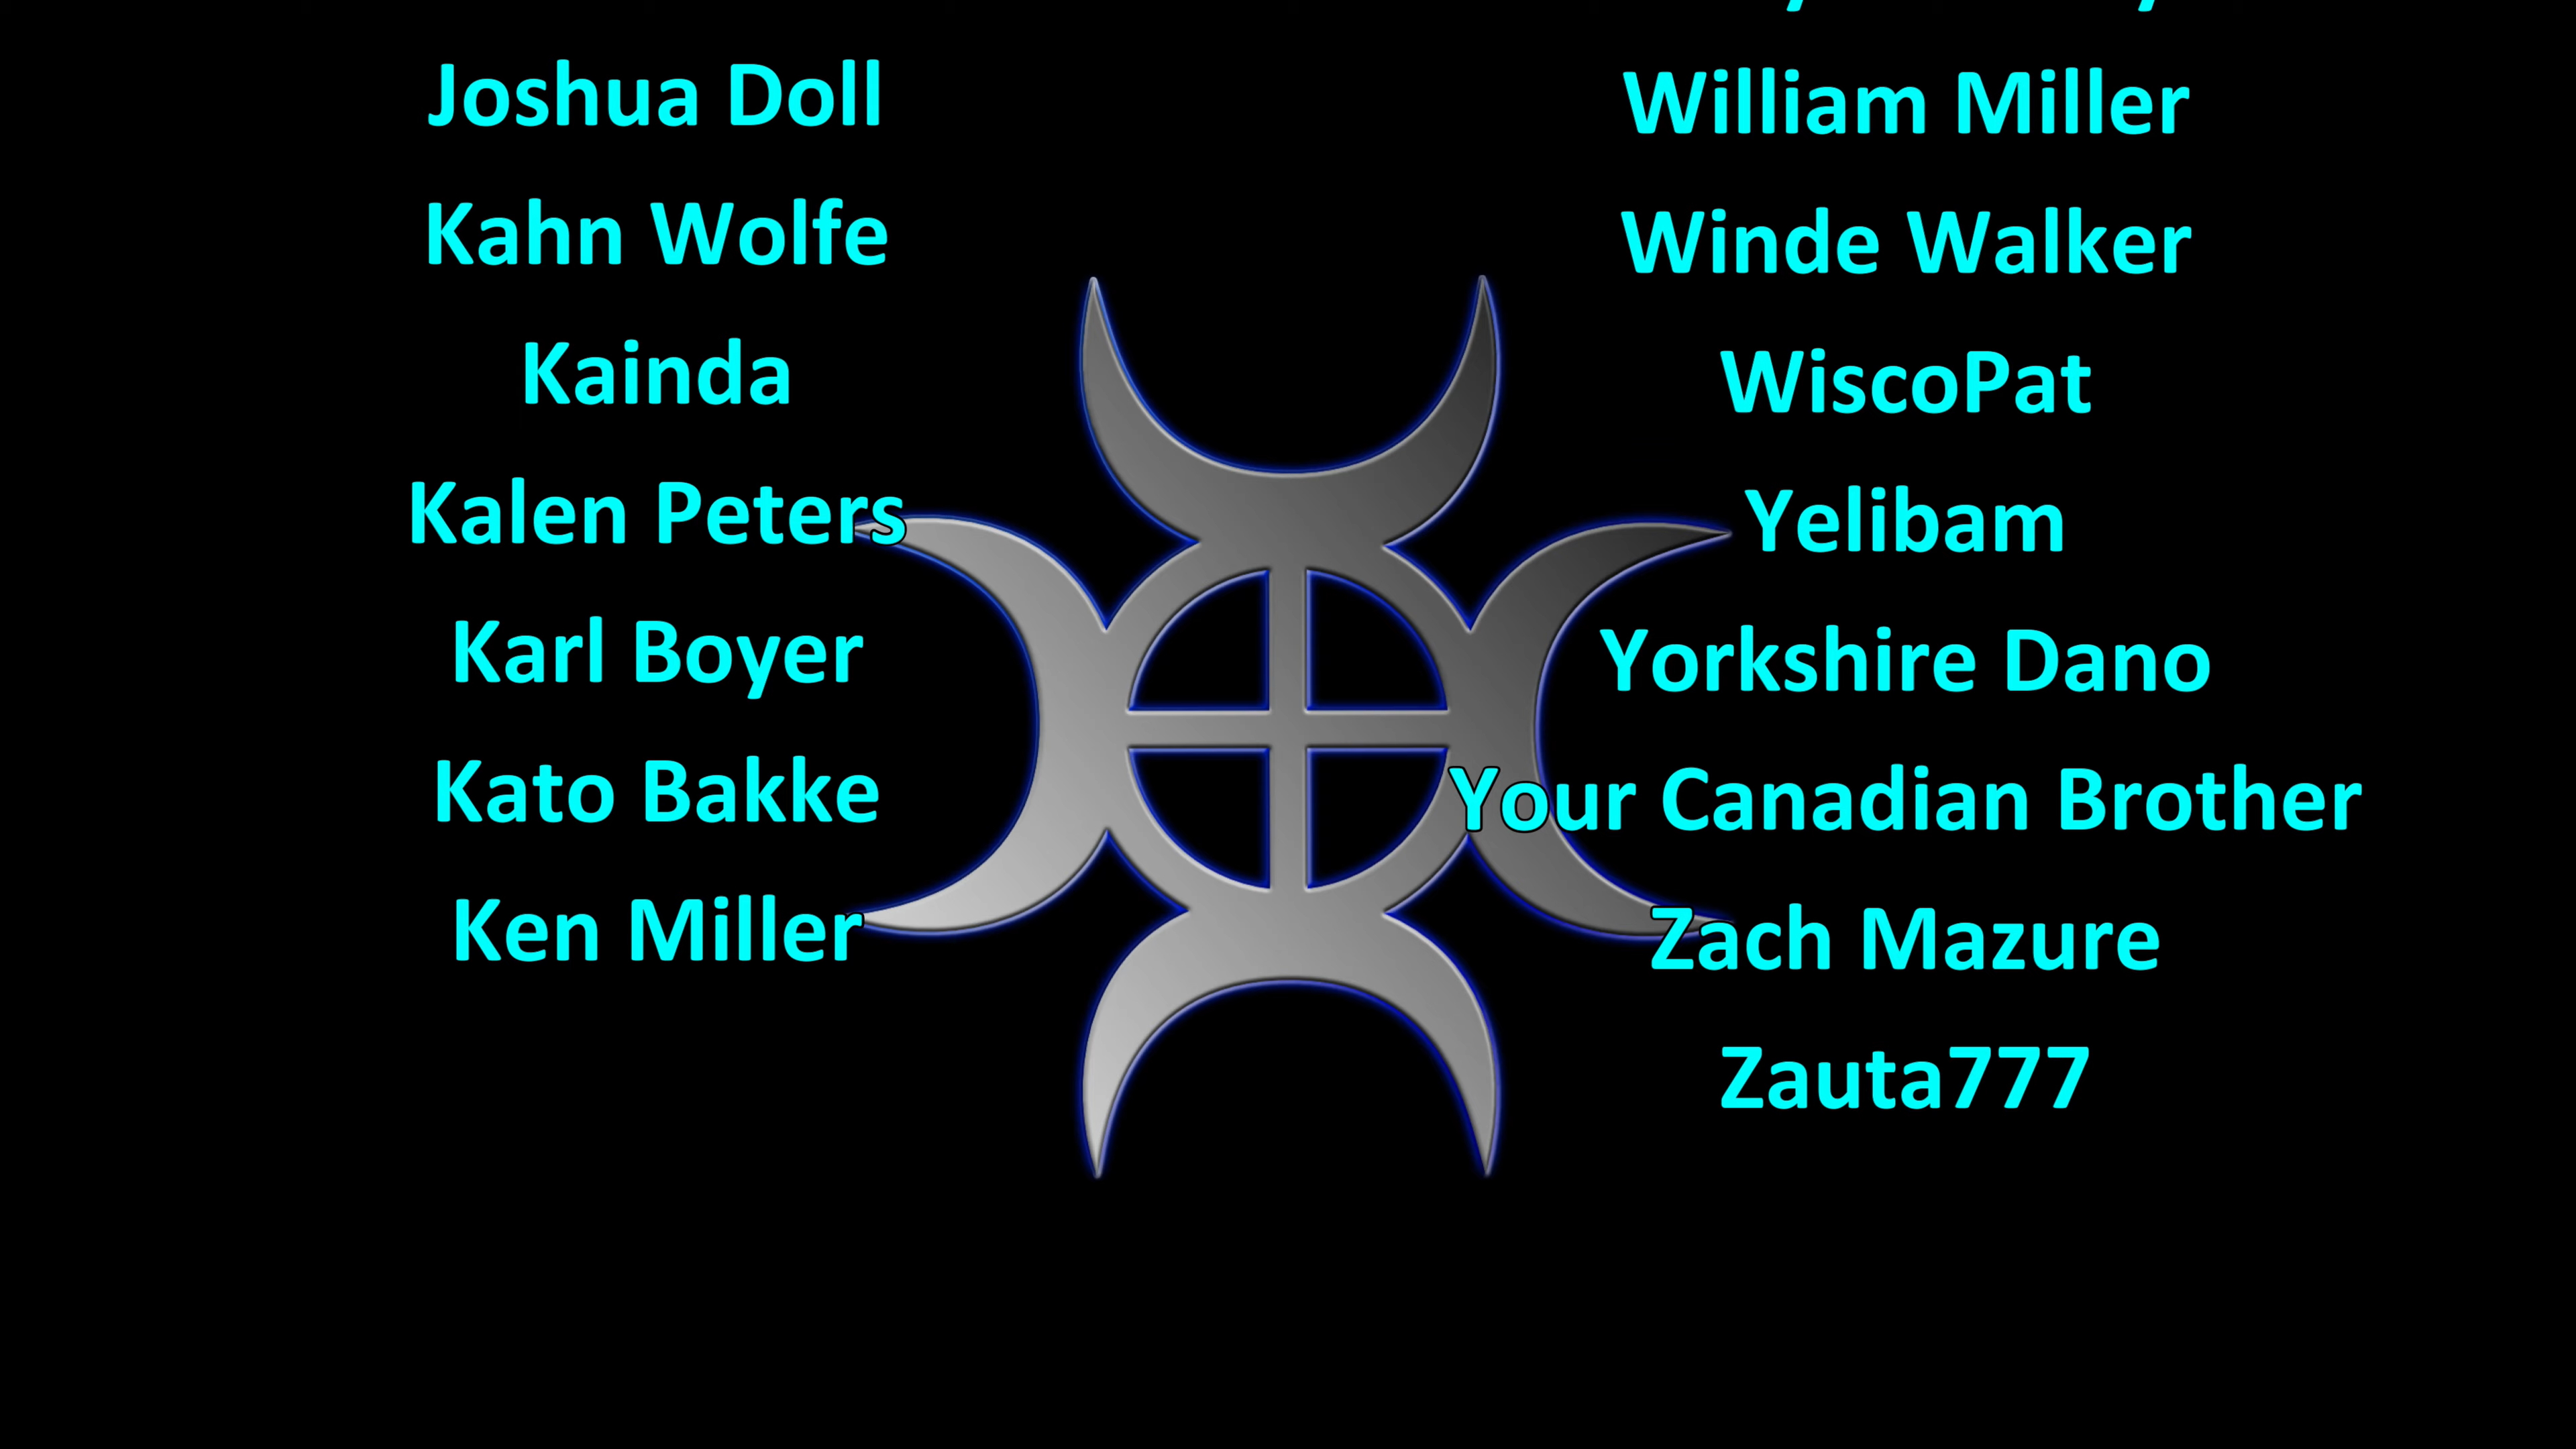 Joshua Doll
Kahn Wolfe
Kainda
Kalen Peters
Karl Boyer
Kato Bakke
Ken Miller
William Miller
Winde Walker
WiscoPat
Yelibam
Yorkshire Dano
Your Canadian Brother
Zach Mazure
Zauta777